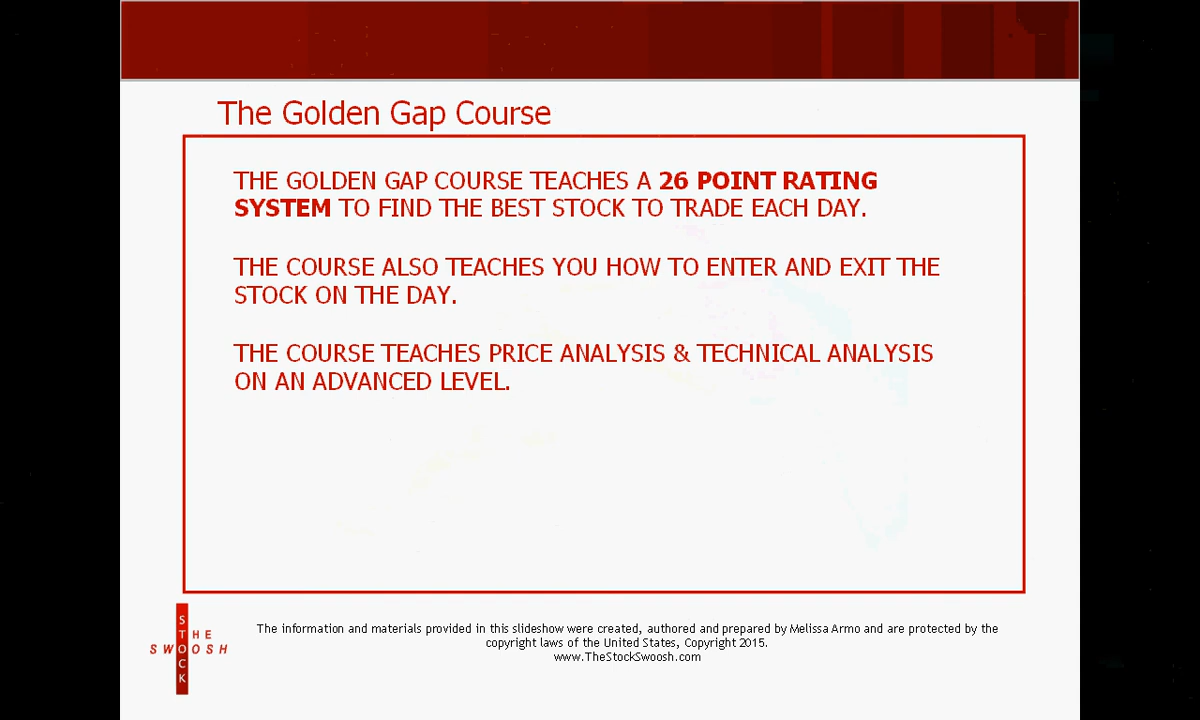 The Golden Gap Course
THE GOLDEN GAP COURSE TEACHES A 26 POINT RATING
SYSTEM TO FIND THE BEST STOCK TO TRADE EACH DAY.
THE COURSE ALSO TEACHES YOU HOW TO ENTER AND EXIT THE
STOCK ON THE DAY.
THE COURSE TEACHES PRICE ANALYSIS & TECHNICAL ANALYSIS
ON AN ADVANCED LEVEL.
THE
STOCK
SWOOSH
The information and materials provided in this slideshow were created, authored and prepared by Melissa Armo and are protected by the
copyright laws of the United States, Copyright 2015.
www.TheStockSwoosh.com